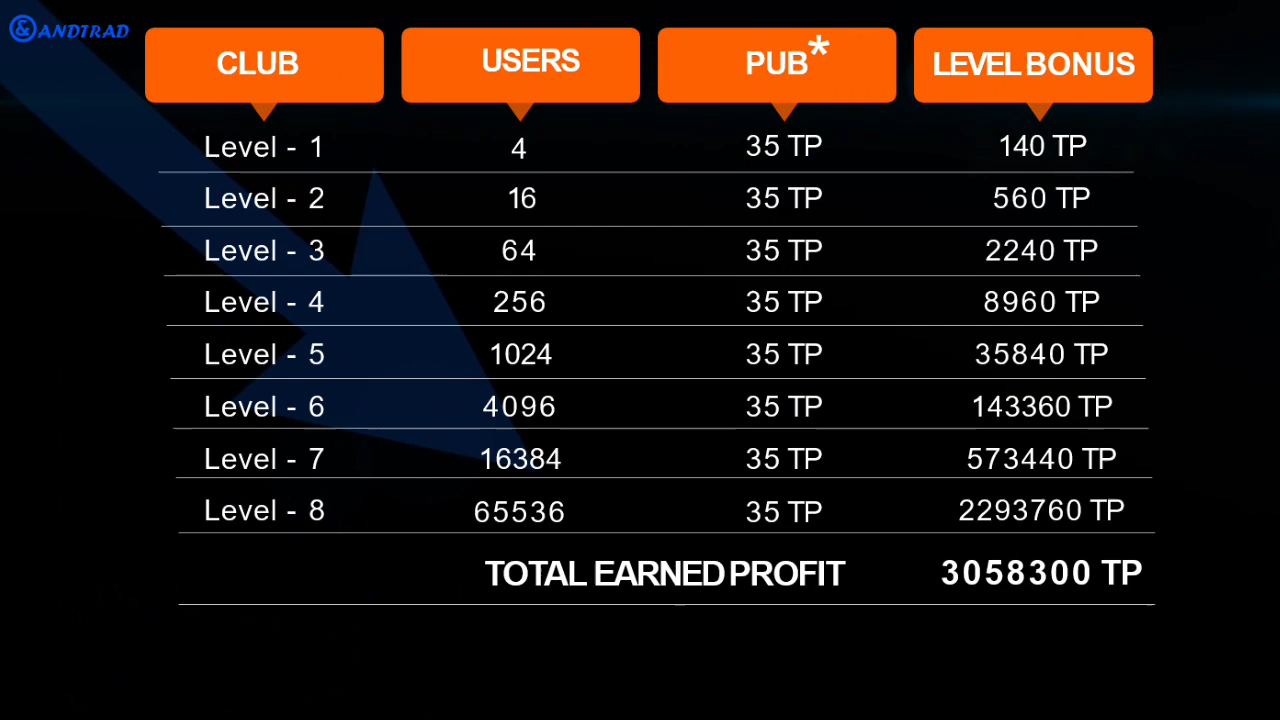 &ANDTRAD
CLUB USERS PUB* LEVEL BONUS
Level - 1 4 35 TP 140 TP
Level - 2 16 35 TP 560 TP
Level - 3 64 35 TP 2240 TP
Level - 4 256 35 TP 8960 TP
Level - 5 1024 35 TP 35840 TP
Level - 6 4096 35 TP 143360 TP
Level - 7 16384 35 TP 573440 TP
Level - 8 65536 35 TP 2293760 TP
TOTAL EARNED PROFIT 3058300 TP